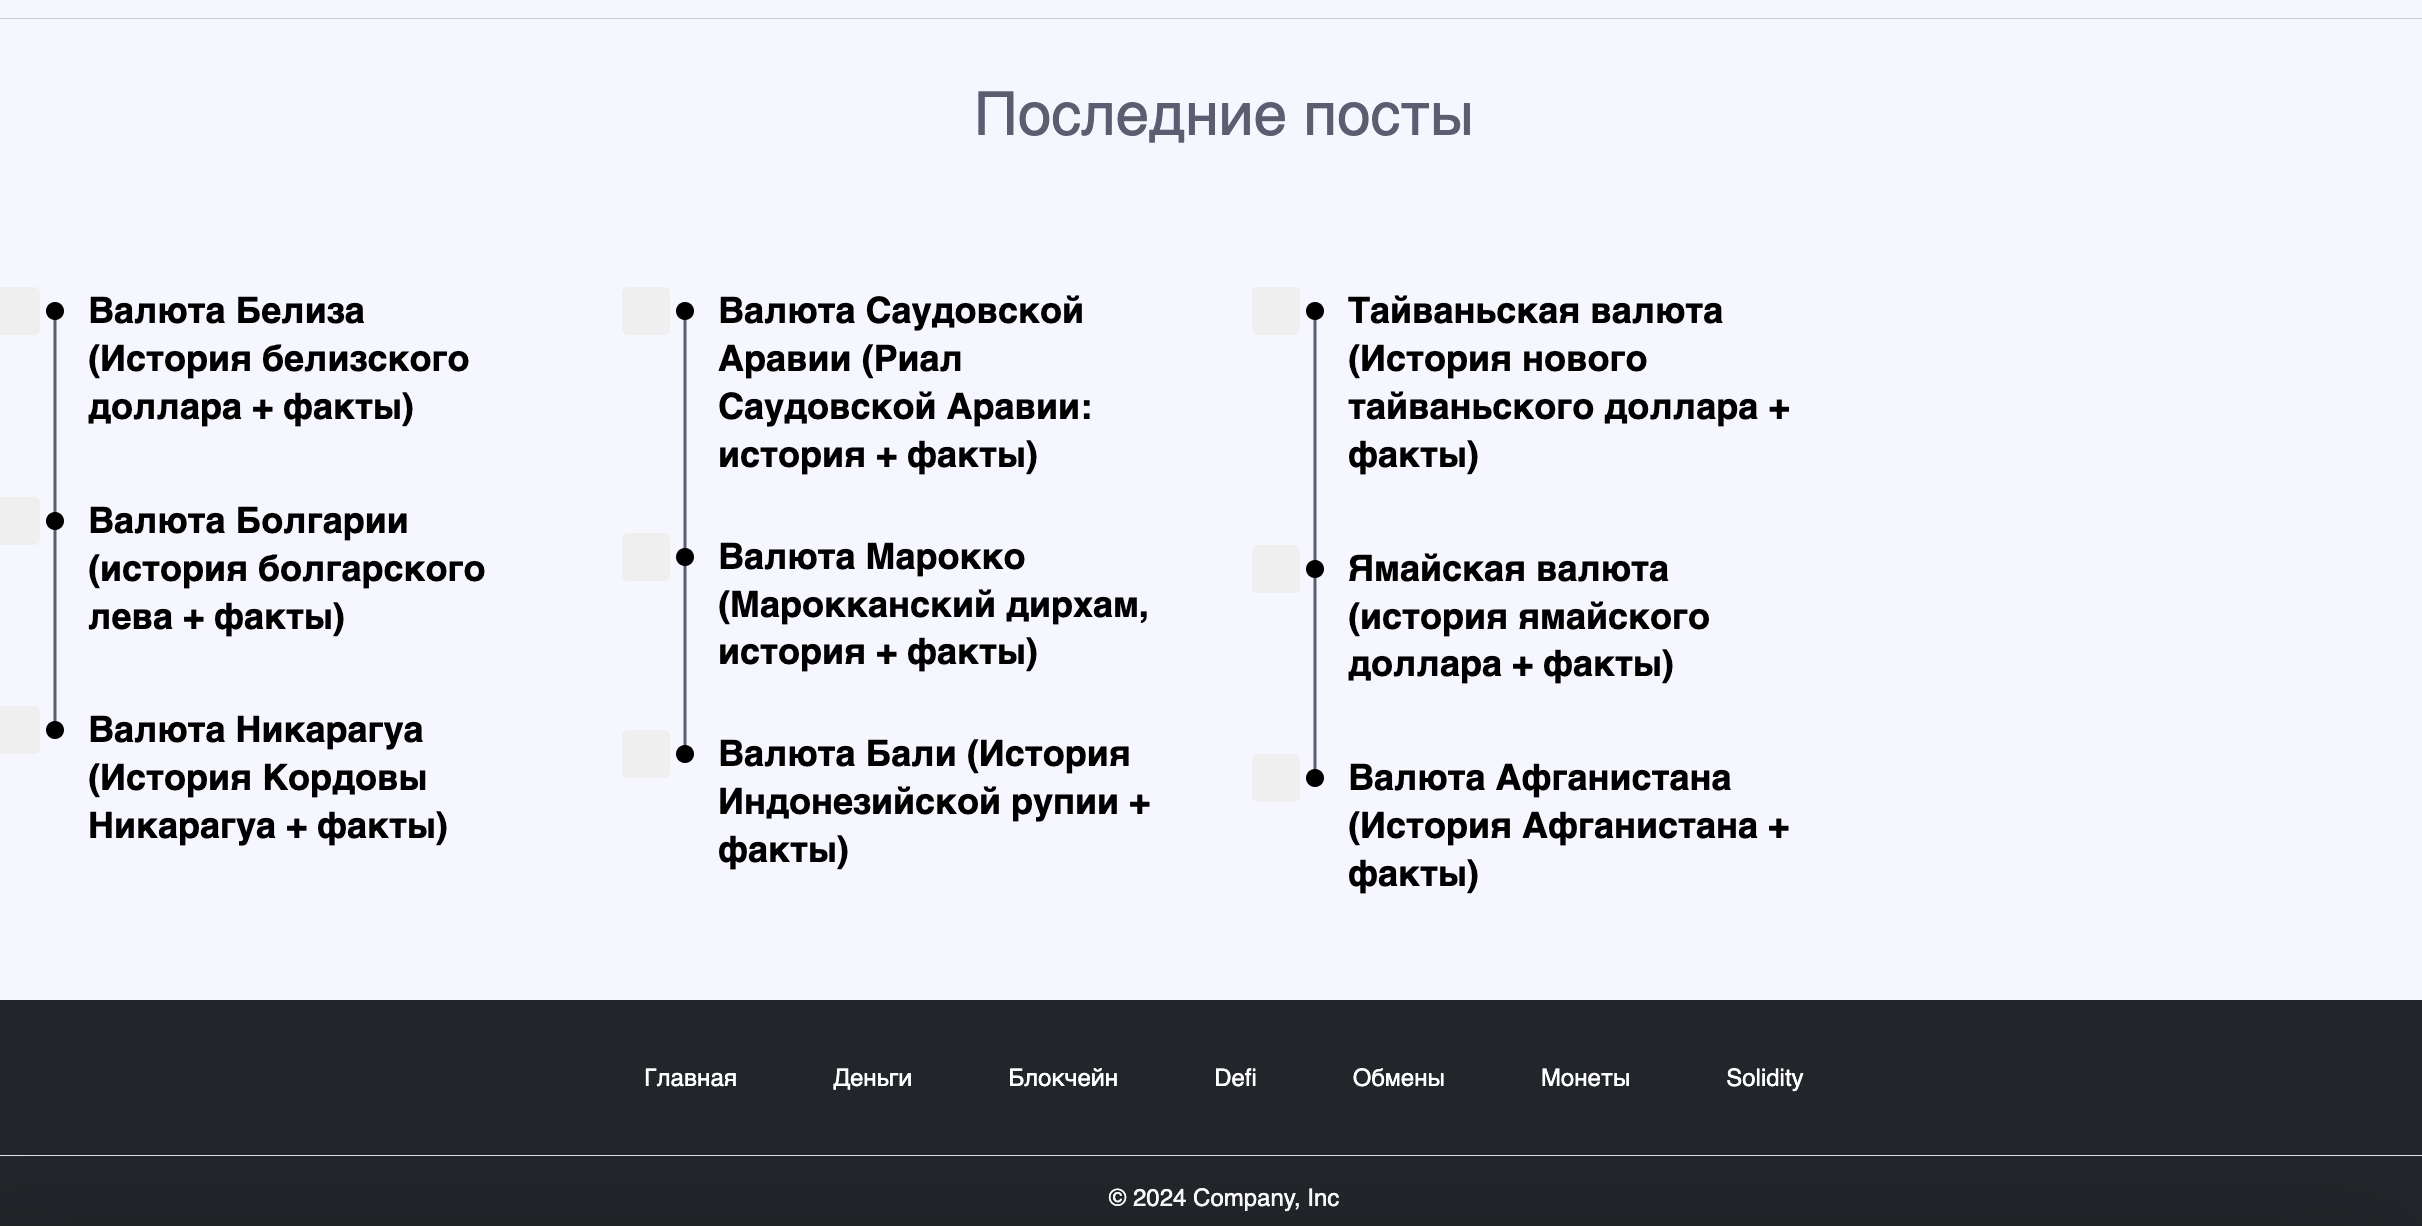 Последние посты
Валюта Белиза
(История белизского
доллара + факты)
Валюта Болгарии
(история болгарского
лева + факты)
Валюта Никарагуа
(История Кордовы
Никарагуа + факты)
Валюта Саудовской
Аравии (Риал
Саудовской Аравии:
история + факты)
Валюта Марокко
(Марокканский дирхам,
история + факты)
Валюта Бали (История
Индонезийской рупии +
факты)
Тайваньская валюта
(История нового
тайваньского доллара +
факты)
Ямайская валюта
(история ямайского
доллара + факты)
Валюта Афганистана
(История Афганистана +
факты)
Главная Деньги Блокчейн Defi Обмены Монеты Solidity
© 2024 Company, Inc